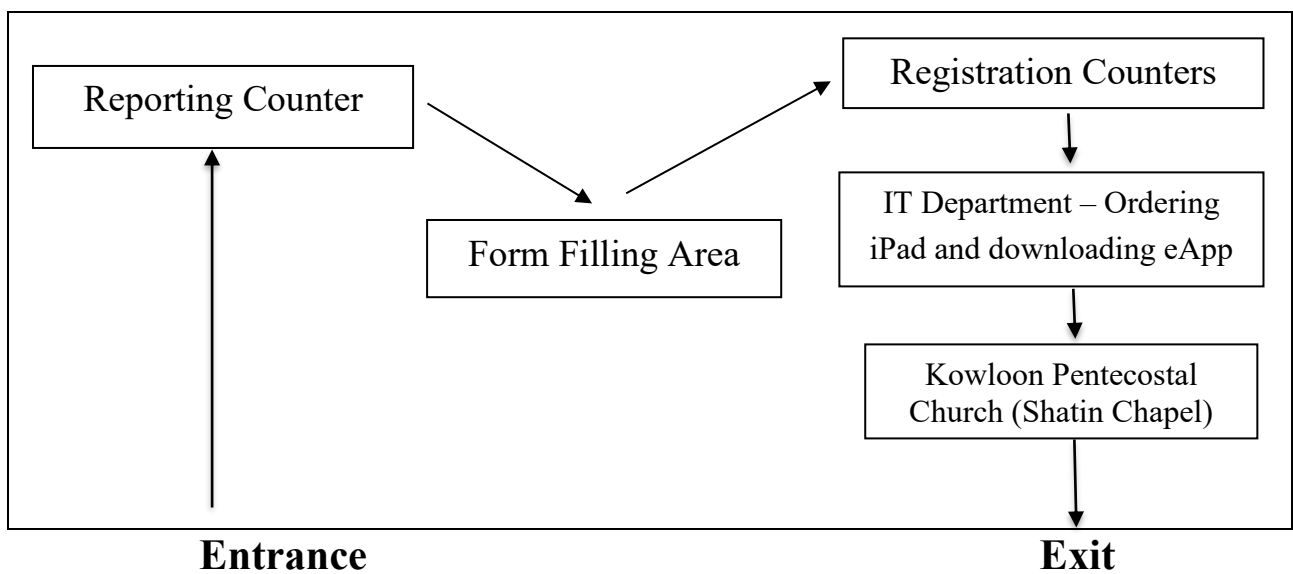 Reporting Counter
Registration Counters
Form Filling Area
IT Department – Ordering
iPad and downloading eApp
Kowloon Pentecostal
Church (Shatin Chapel)
Entrance
Exit